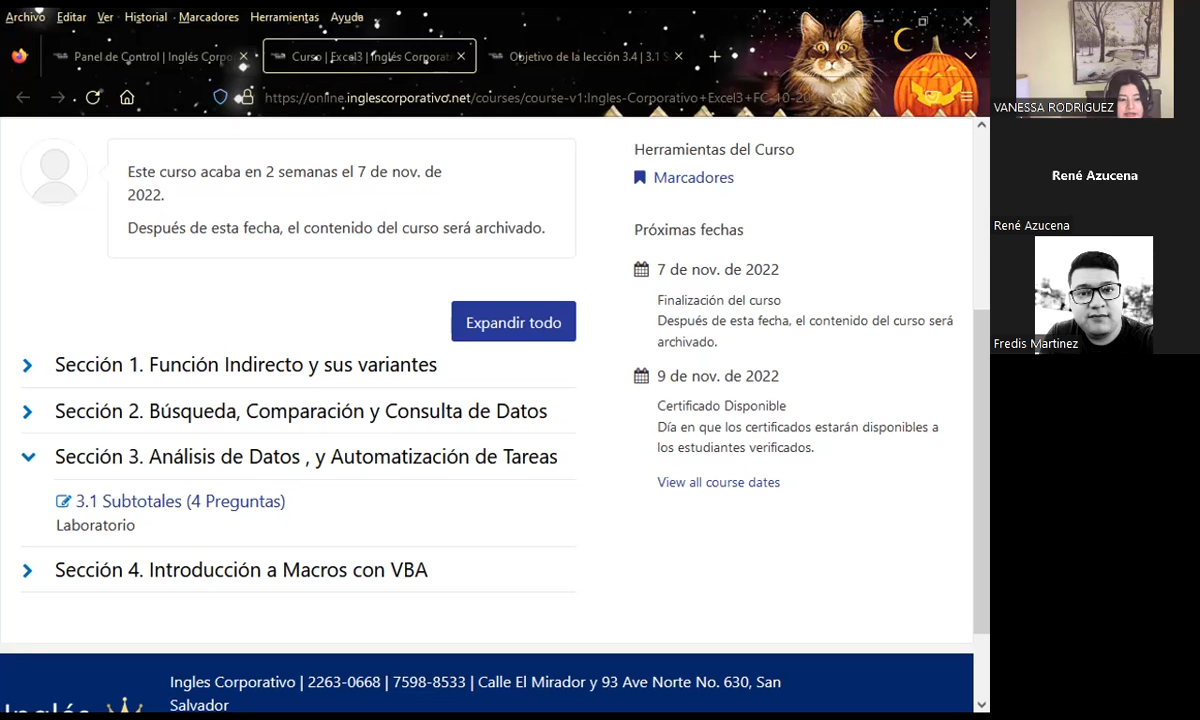 Archivo Editar Ver Historial Marcadores Herramientas Ayuda
Panel de Control | Inglés Corpo
Curso | Excel3 | Inglés Corporat
Objetivo de la lección 3.4 | 3.1 S
https://online.inglescorporativo.net/courses/course-v1:Ingles-Corporativo+Excel3+FC-10-20
Este curso acaba en 2 semanas el 7 de nov. de
2022.
Después de esta fecha, el contenido del curso será archivado.
Expandir todo
Sección 1. Función Indirecto y sus variantes
Sección 2. Búsqueda, Comparación y Consulta de Datos
Sección 3. Análisis de Datos , y Automatización de Tareas
3.1 Subtotales (4 Preguntas)
Laboratorio
Sección 4. Introducción a Macros con VBA
Herramientas del Curso
Marcadores
Próximas fechas
7 de nov. de 2022
Finalización del curso
Después de esta fecha, el contenido del curso será
archivado.
9 de nov. de 2022
Certificado Disponible
Día en que los certificados estarán disponibles a
los estudiantes verificados.
View all course dates
Inglés
Ingles Corporativo | 2263-0668 | 7598-8533 | Calle El Mirador y 93 Ave Norte No. 630, San
Salvador
VANESSA RODRIGUEZ
René Azucena
René Azucena
Fredis Martinez